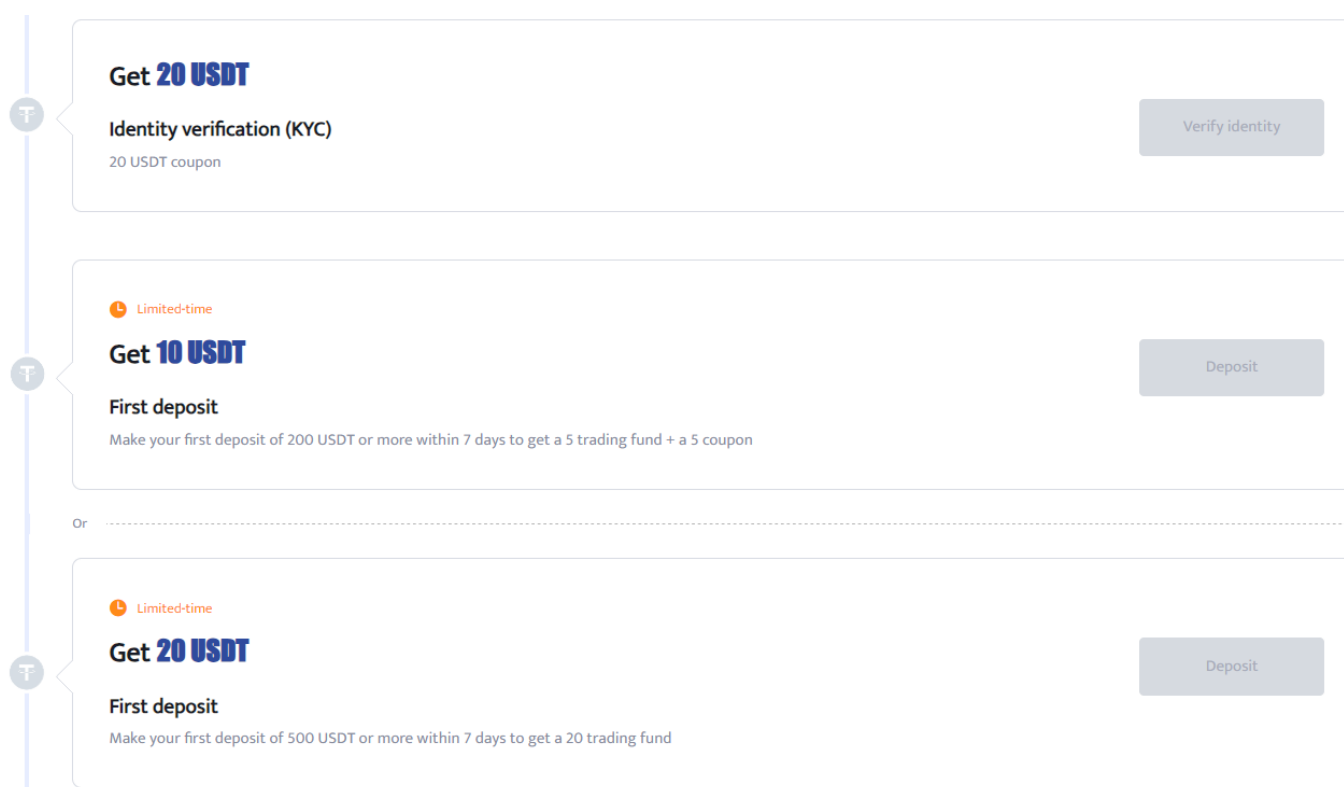 Get 20 USDT
Identity verification (KYC)
20 USDT coupon
Verify identity
Limited-time
Get 10 USDT
First deposit
Make your first deposit of 200 USDT or more within 7 days to get a 5 trading fund + a 5 coupon
Deposit
Or
Limited-time
Get 20 USDT
First deposit
Make your first deposit of 500 USDT or more within 7 days to get a 20 trading fund
Deposit